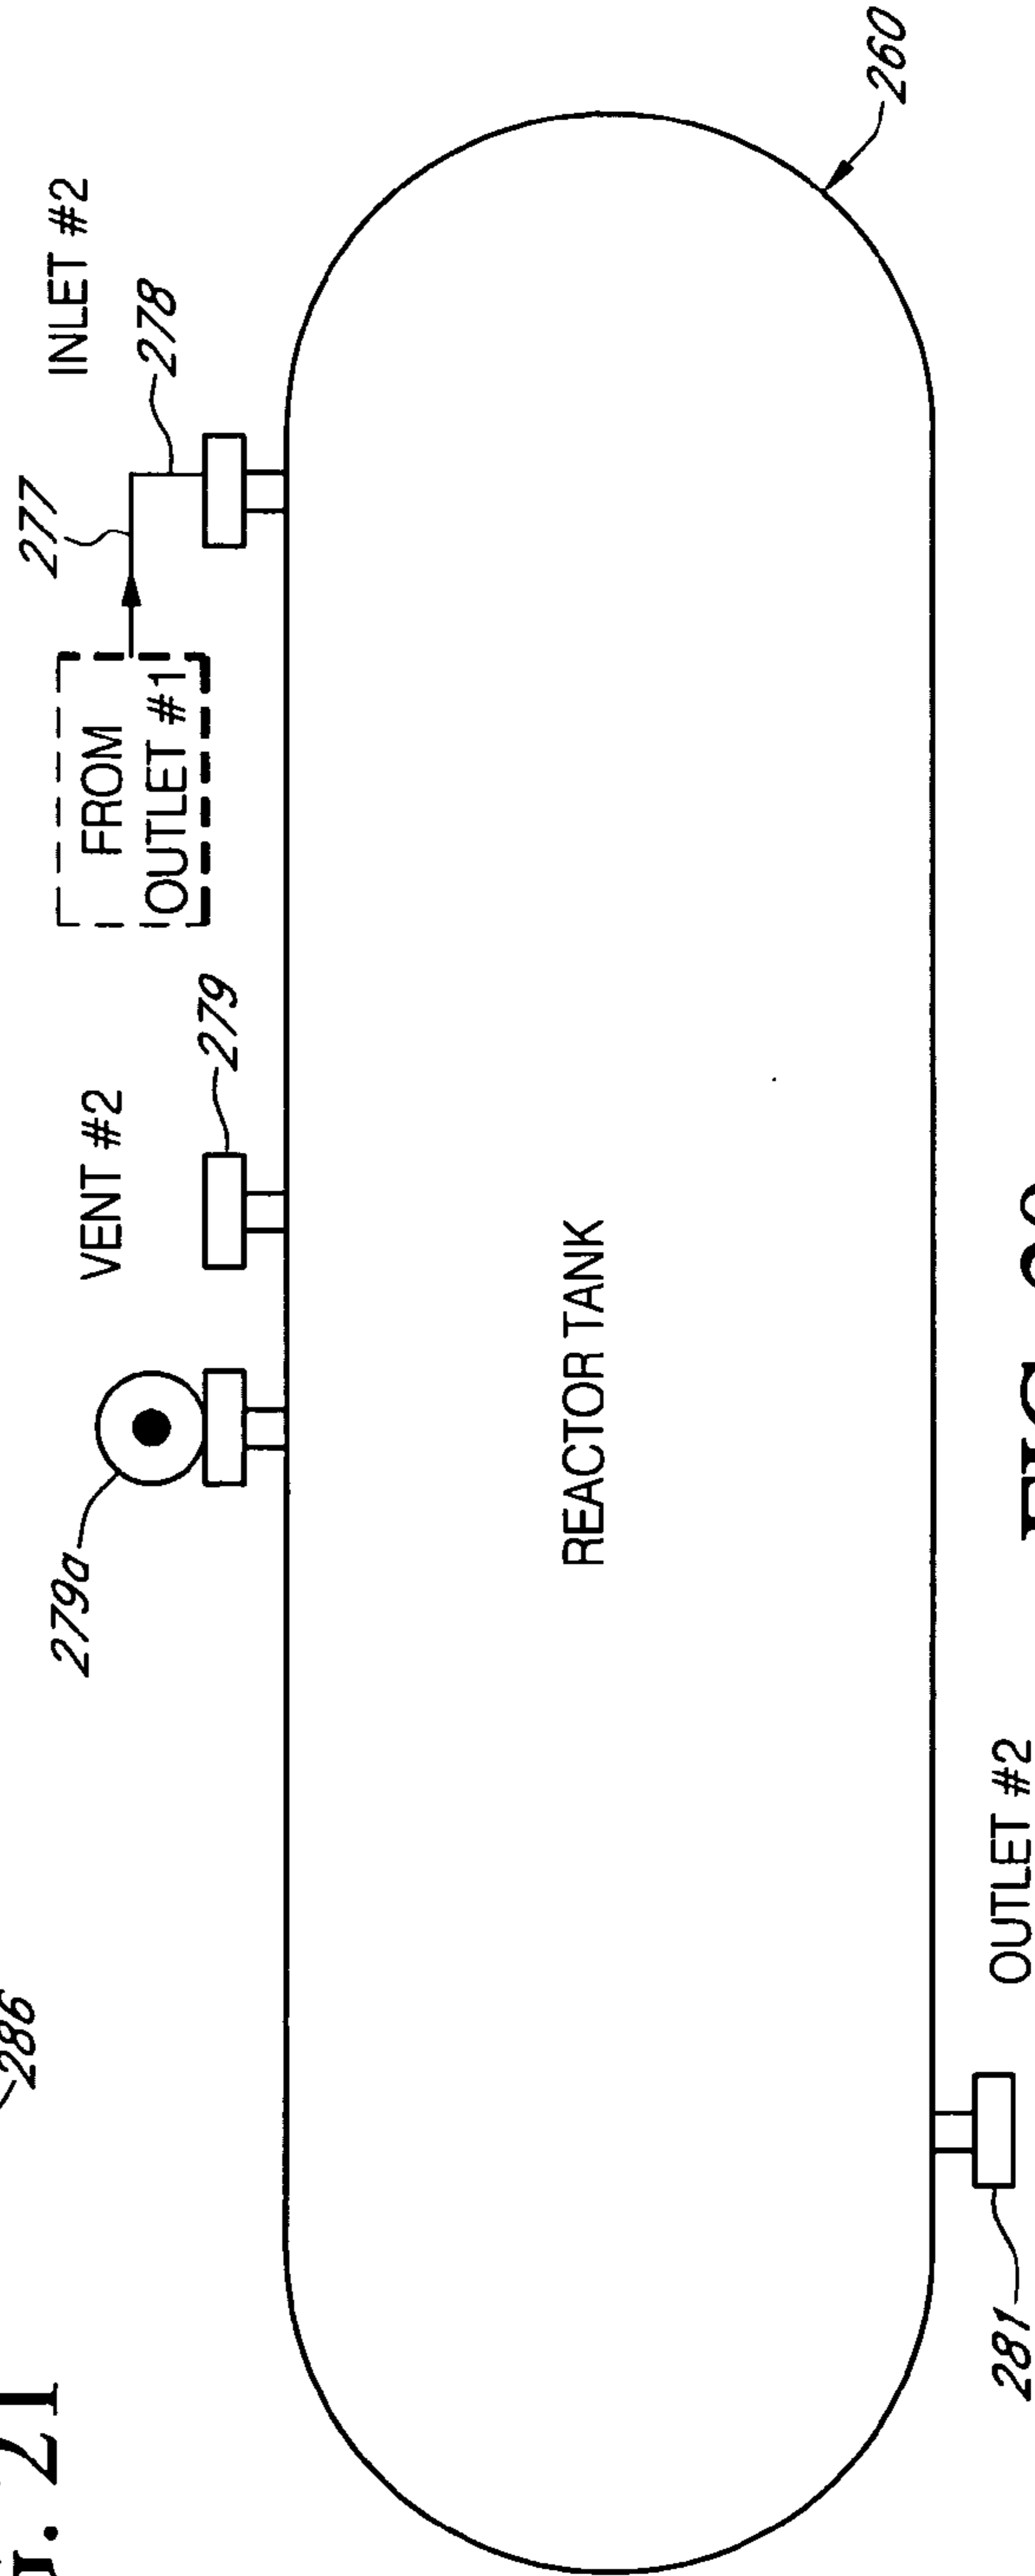 286
279a
VENT #2
279
FROM
OUTLET #1
277
INLET #2
278
REACTOR TANK
260
281
OUTLET #2